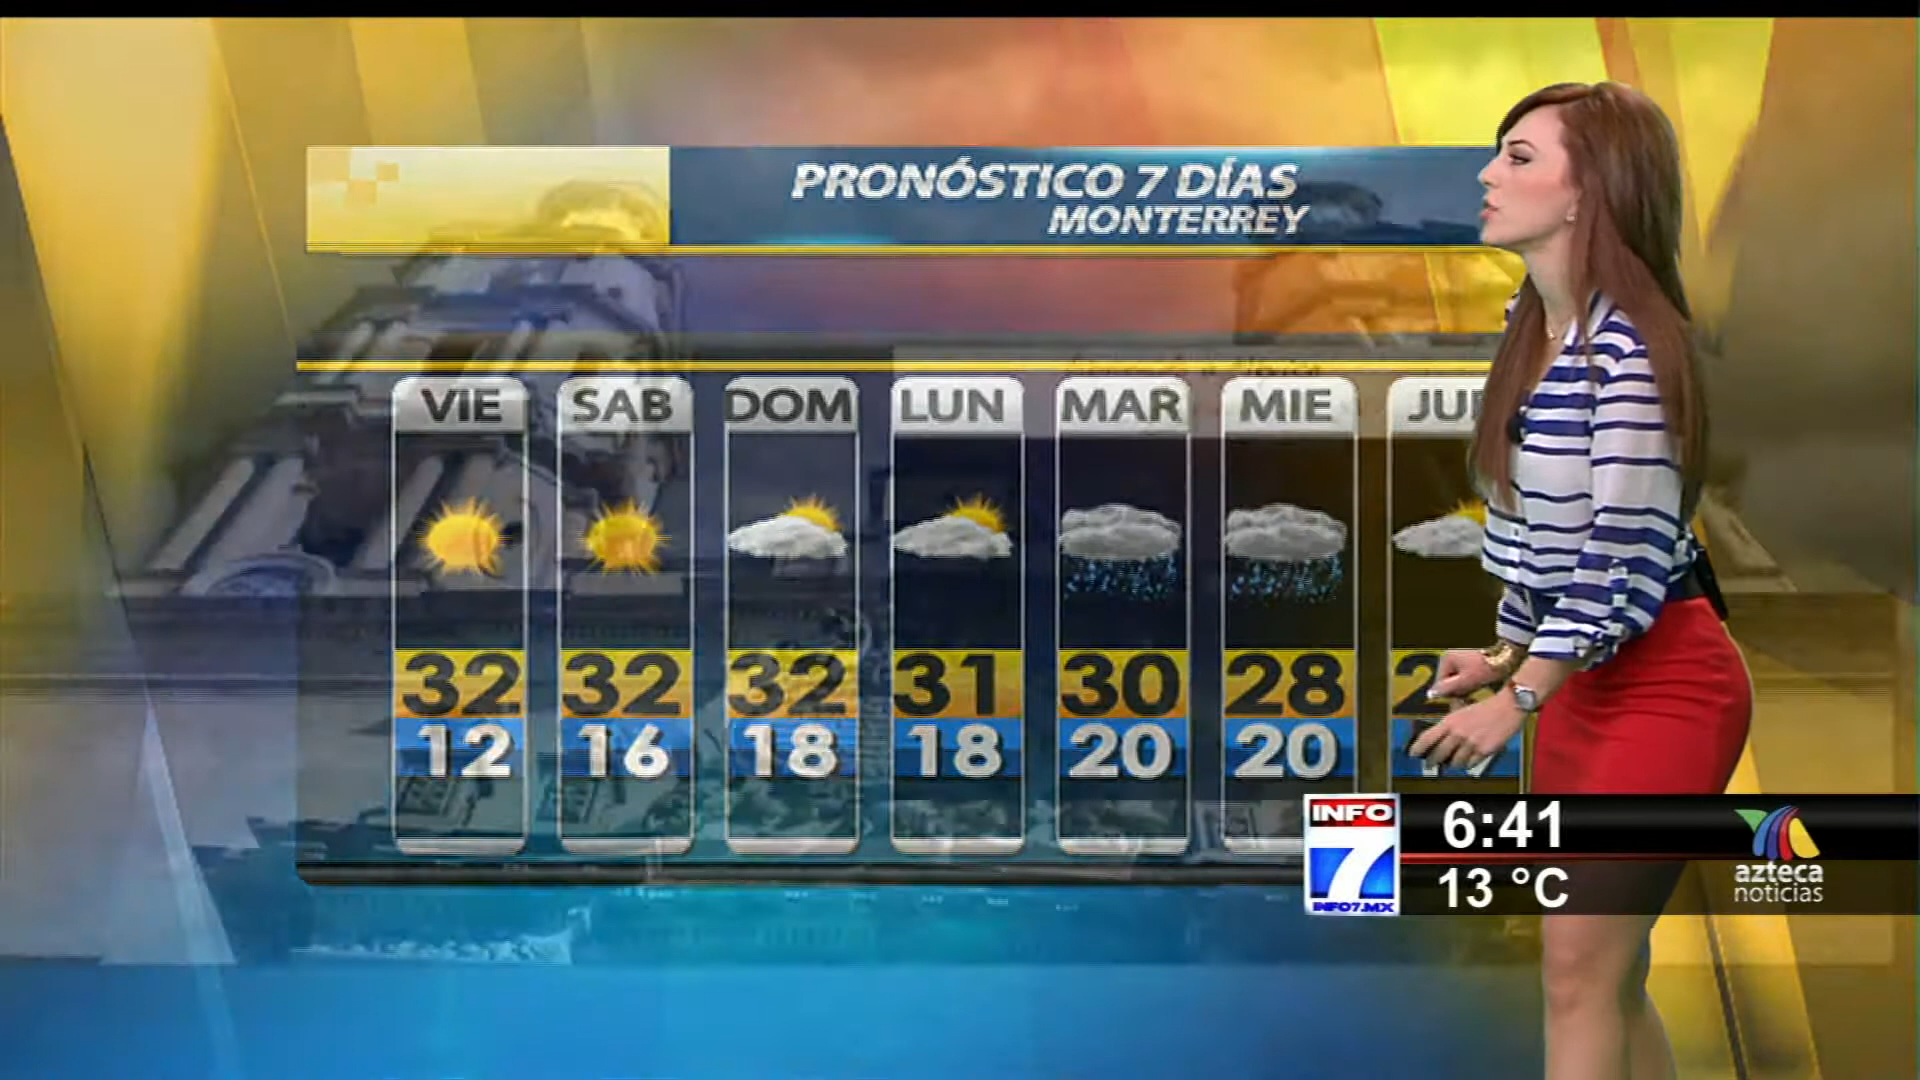 PRONÓSTICO 7 DÍAS
MONTERREY
VIE SAB DOM LUN MAR MIE
32 32 32 31 30 28
12 16 18 18 20 20
INFO
7
INFO7.MX
6:41
13 °C
azteca
noticias